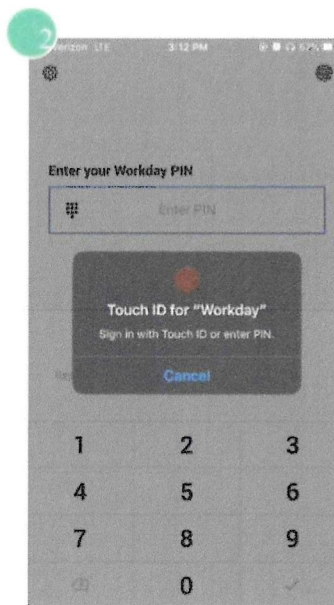 2
Verizon LTE 3:12 PM 62%
Enter your Workday PIN
Enter PIN
Touch ID for "Workday"
Sign in with Touch ID or enter PIN.
Cancel
1 2 3
4 5 6
7 8 9
0